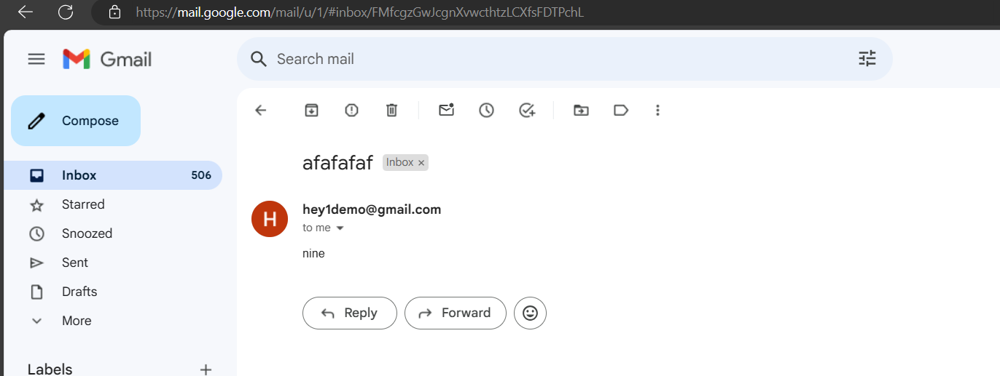 https://mail.google.com/mail/u/1/#inbox/FMfcgzGwJcgnXvwcthtzLCXfsFDTPchL
Gmail
Search mail
Compose
Inbox 506
Starred
Snoozed
Sent
Drafts
More
Labels
afafafaf Inbox ×
H
hey1demo@gmail.com
to me
nine
Reply Forward